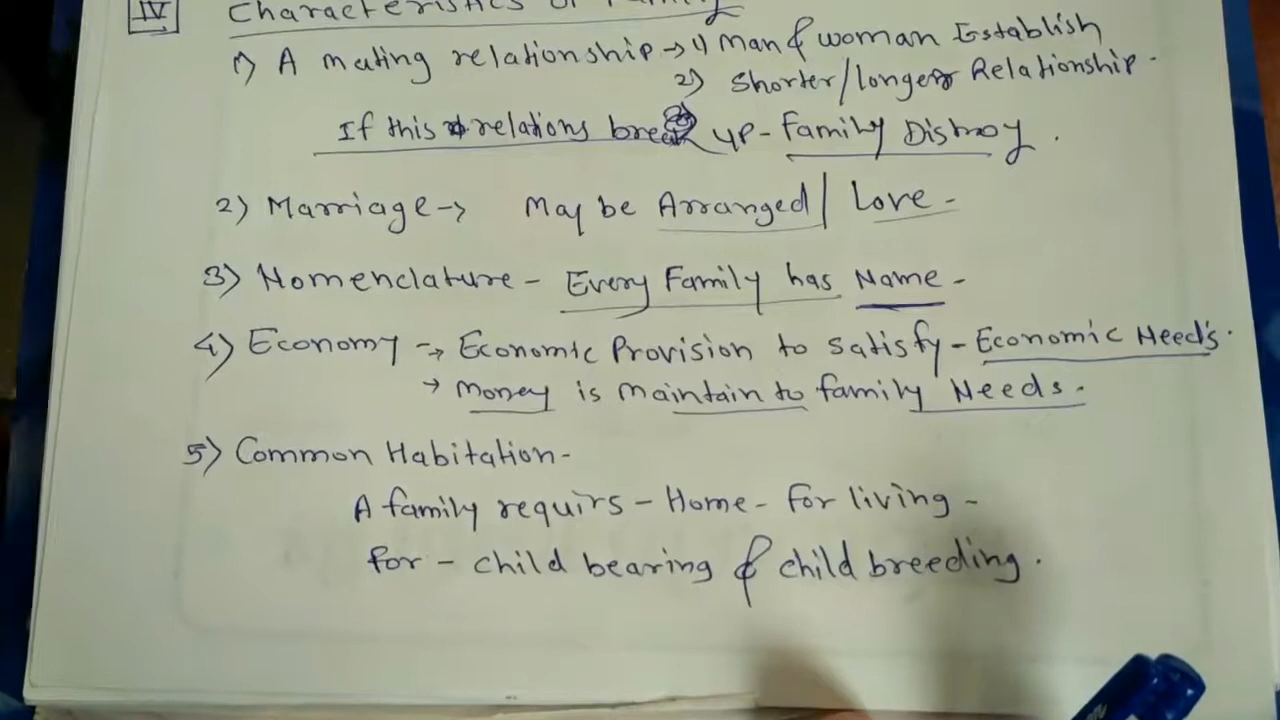 IV Characteristics of Family
1) A mating relationship → 1) Man & woman Establish
2) Shorter/longer Relationship.
If this relations break up - Family Distroy.
2) Marriage → May be Arranged / Love -
3) Nomenclature - Every Family has Name -
4) Economy → Economic Provision to satisfy - Economic Needs.
→ Money is maintain to family Needs.
5) Common Habitation -
A family requirs - Home - for living -
for - child bearing & child breeding.